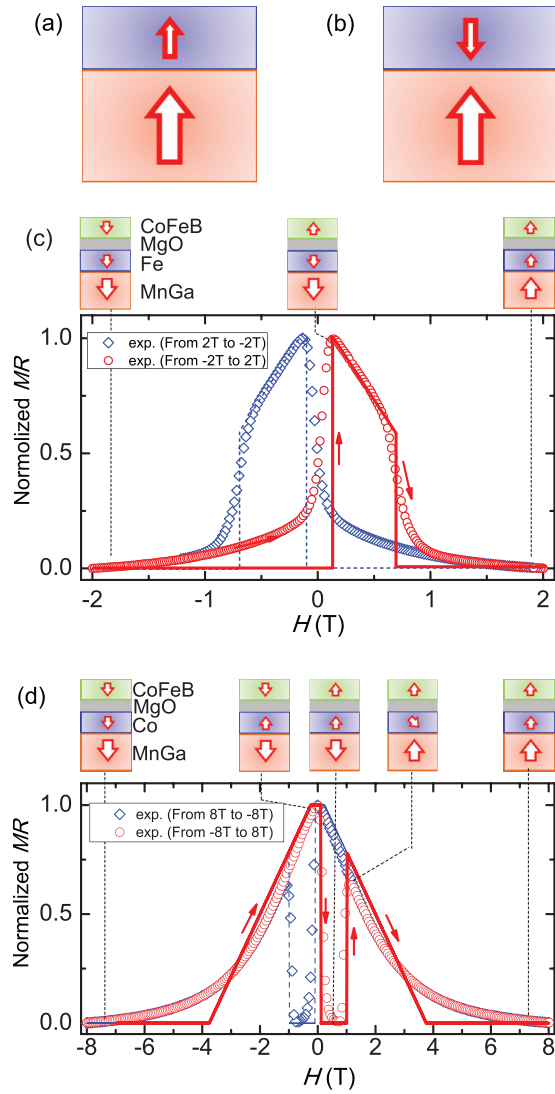 (a)
(b)
(c)
CoFeB
MgO
Fe
MnGa
exp. (From 2T to -2T)
exp. (From -2T to 2T)
Normolized MR
1.0
0.5
0.0
-2 -1 0 1 2
H (T)
(d)
CoFeB
MgO
Co
MnGa
exp. (From 8T to -8T)
exp. (From -8T to 8T)
Normalized MR
1.0
0.5
0.0
-8 -6 -4 -2 0 2 4 6 8
H (T)